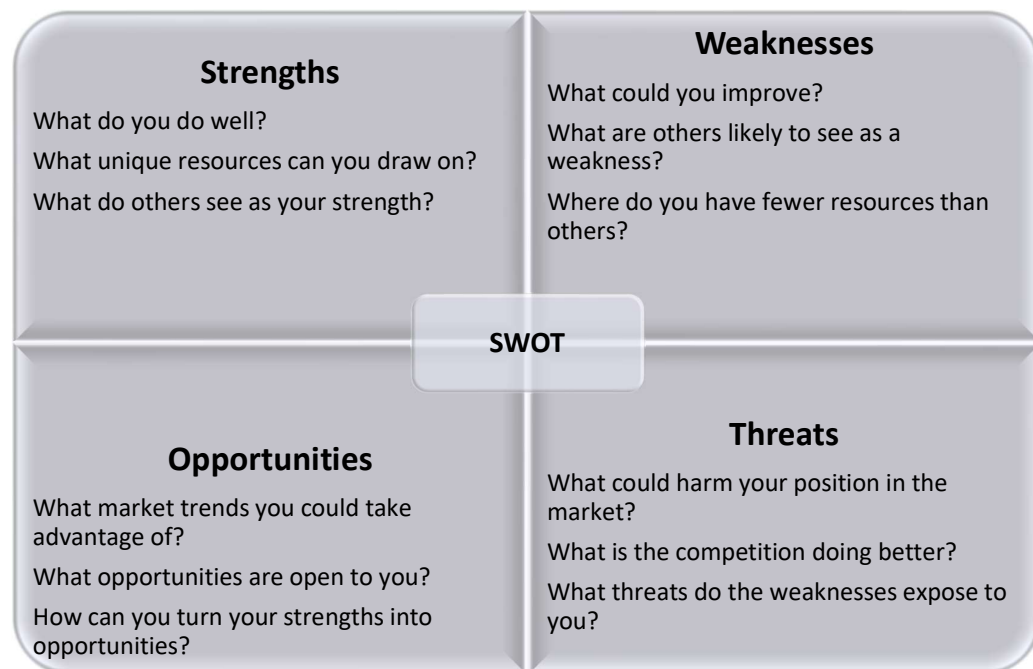 Strengths
What do you do well?
What unique resources can you draw on?
What do others see as your strength?
Weaknesses
What could you improve?
What are others likely to see as a
weakness?
Where do you have fewer resources than
others?
SWOT
Opportunities
What market trends you could take
advantage of?
What opportunities are open to you?
How can you turn your strengths into
opportunities?
Threats
What could harm your position in the
market?
What is the competition doing better?
What threats do the weaknesses expose to
you?